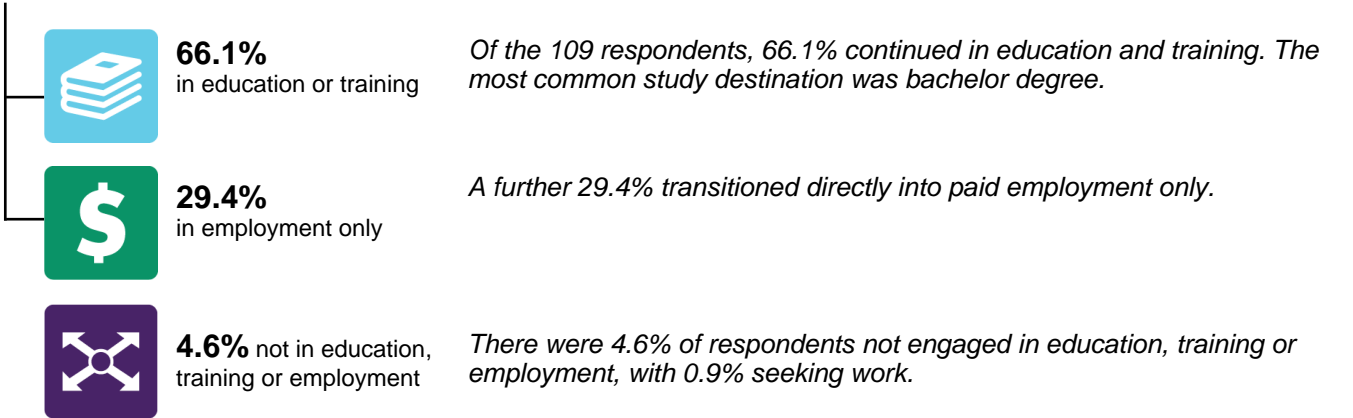 66.1%
in education or training
Of the 109 respondents, 66.1% continued in education and training. The
most common study destination was bachelor degree.
$
29.4%
in employment only
A further 29.4% transitioned directly into paid employment only.
4.6% not in education,
training or employment
There were 4.6% of respondents not engaged in education, training or
employment, with 0.9% seeking work.